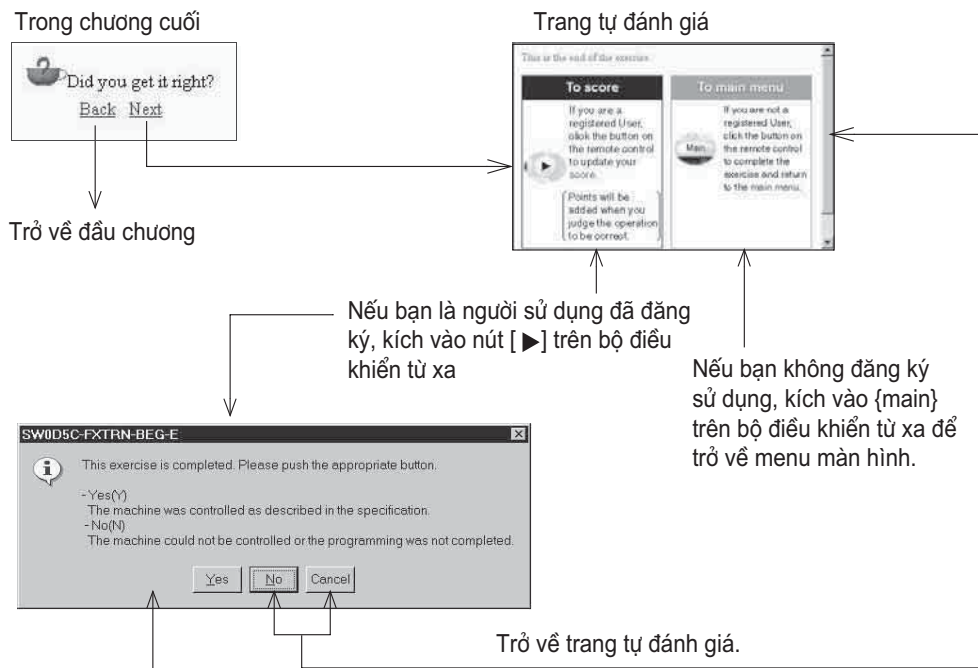 Trong chương cuối
Did you get it right?
Back Next
Trở về đầu chương
Trang tự đánh giá
This is the end of the exercise.
To score
If you are a
registered User,
click the button on
the remote control
to update your
score.
Points will be
added when you
judge the operation
to be correct.
To main menu
If you are not a
registered User,
click the button on
the remote control
to complete the
exercise and return
to the main menu.
Main
Nếu bạn là người sử dụng đã đăng
ký, kích vào nút [ ▶] trên bộ điều
khiển từ xa
Nếu bạn không đăng ký
sử dụng, kích vào {main}
trên bộ điều khiển từ xa để
trở về menu màn hình.
SW0D5C-FXTRN-BEG-E
This exercise is completed. Please push the appropriate button.
-Yes(Y)
The machine was controlled as described in the specification.
-No(N)
The machine could not be controlled or the programming was not completed.
Yes No Cancel
Trở về trang tự đánh giá.